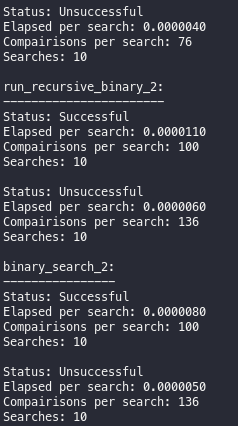 Status: Unsuccessful
Elapsed per search: 0.0000040
Compairisons per search: 76
Searches: 10
run_recursive_binary_2:
-----------------------
Status: Successful
Elapsed per search: 0.0000110
Compairisons per search: 100
Searches: 10
Status: Unsuccessful
Elapsed per search: 0.0000060
Compairisons per search: 136
Searches: 10
binary_search_2:
----------------
Status: Successful
Elapsed per search: 0.0000080
Compairisons per search: 100
Searches: 10
Status: Unsuccessful
Elapsed per search: 0.0000050
Compairisons per search: 136
Searches: 10